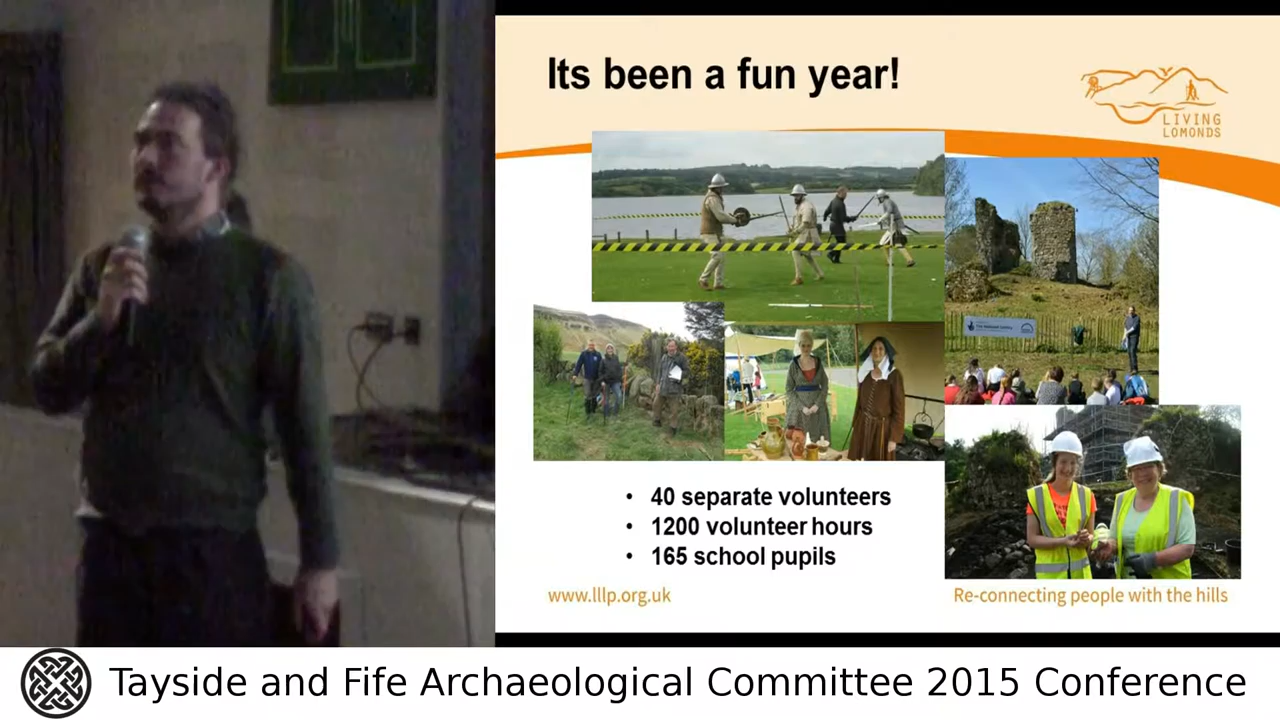 Its been a fun year!
LIVING
LOMONDS
• 40 separate volunteers
• 1200 volunteer hours
• 165 school pupils
www.lllp.org.uk
Re-connecting people with the hills
Tayside and Fife Archaeological Committee 2015 Conference